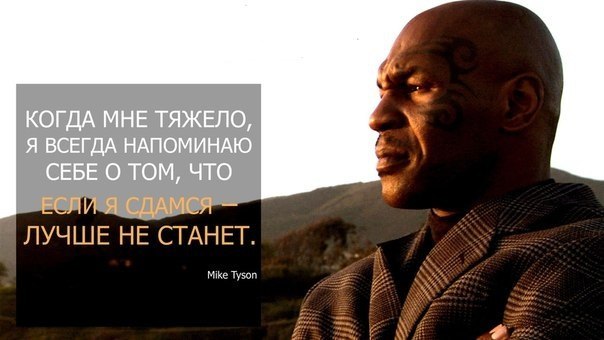 КОГДА МНЕ ТЯЖЕЛО,
Я ВСЕГДА НАПОМИНАЮ
СЕБЕ О ТОМ, ЧТО
ЕСЛИ Я СДАМСЯ –
ЛУЧШЕ НЕ СТАНЕТ.
Mike Tyson